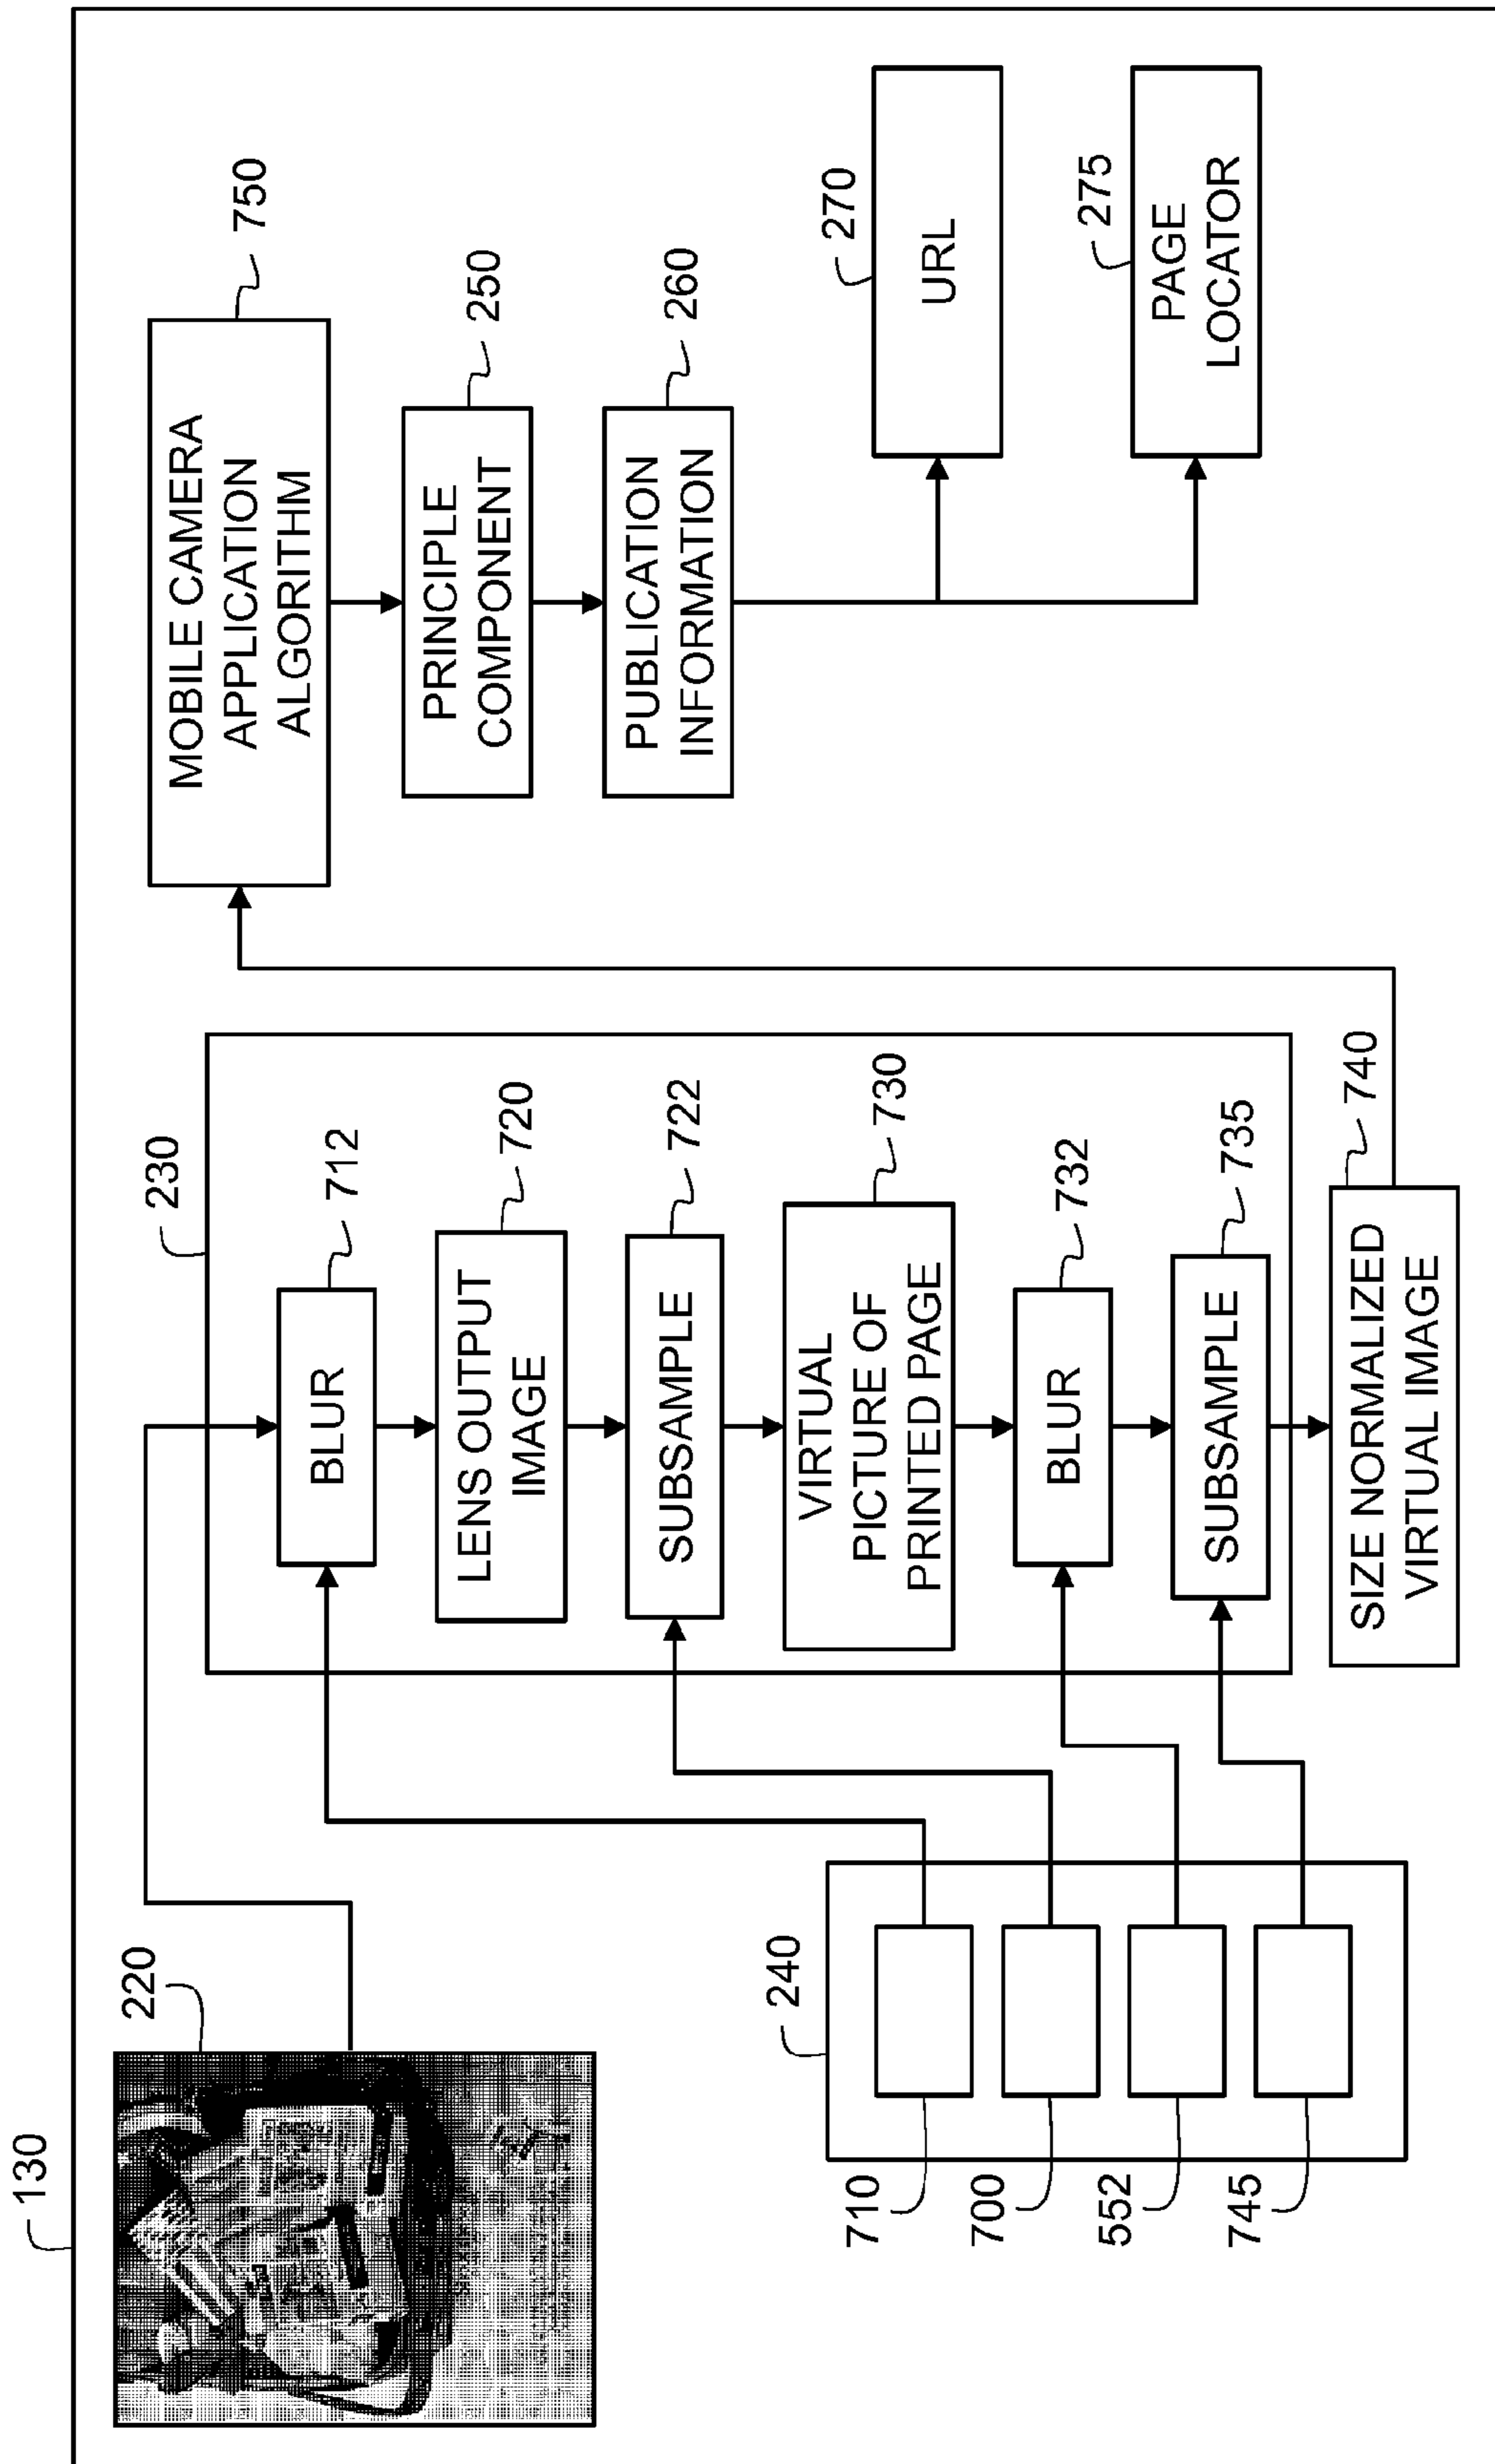 130
220
240
710
700
552
745
230
BLUR
712
LENS OUTPUT
IMAGE
720
SUBSAMPLE
722
VIRTUAL
PICTURE OF
PRINTED PAGE
730
BLUR
732
SUBSAMPLE
735
SIZE NORMALIZED
VIRTUAL IMAGE
740
MOBILE CAMERA
APPLICATION
ALGORITHM
750
PRINCIPLE
COMPONENT
250
PUBLICATION
INFORMATION
260
URL
270
PAGE
LOCATOR
275